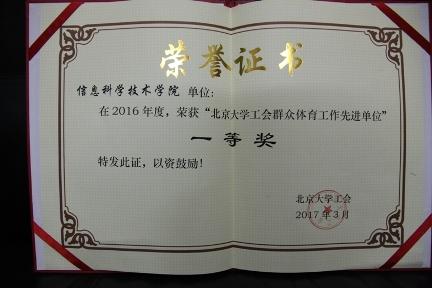 荣誉证书
信息科学技术学院 单位:
在2016年度，荣获“北京大学工会群众体育工作先进单位”
一等奖
特发此证，以资鼓励！
北京大学工会
2017年3月